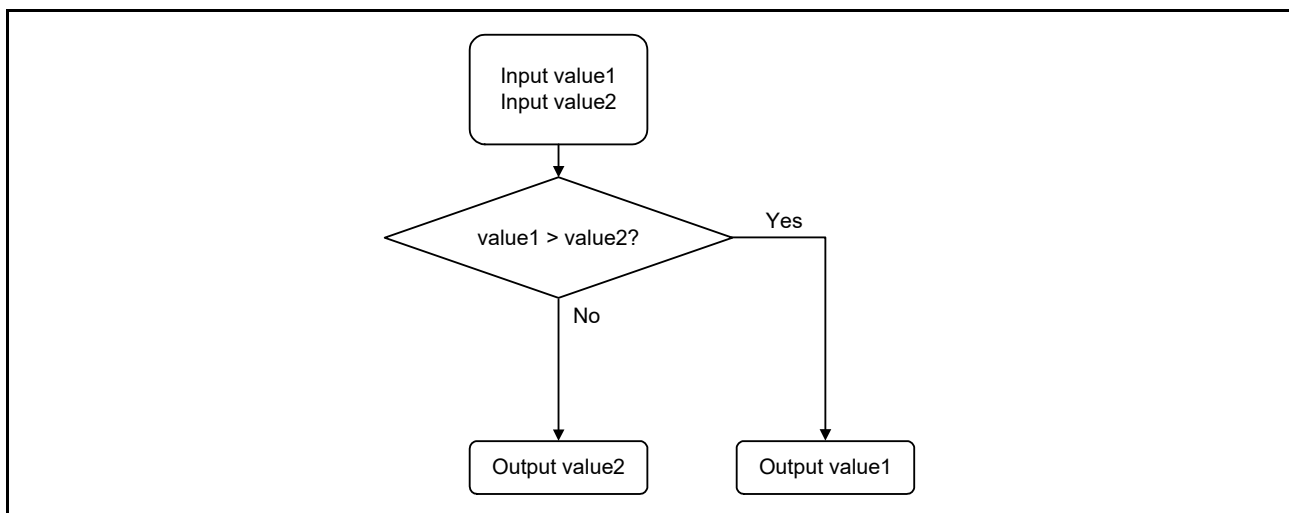 Input value1
Input value2
value1 > value2?
Yes
No
Output value2
Output value1